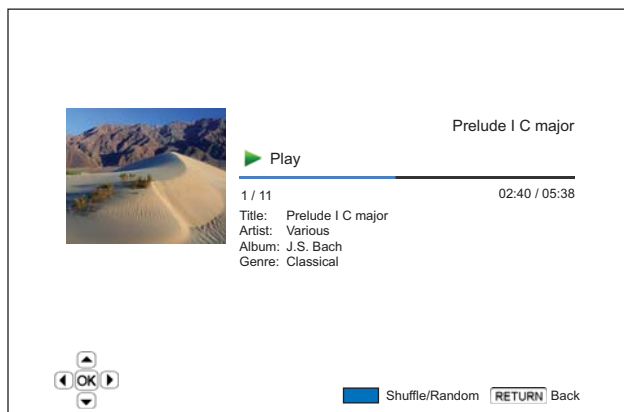 Prelude I C major
Play
1 / 11 02:40 / 05:38
Title: Prelude I C major
Artist: Various
Album: J.S. Bach
Genre: Classical
OK
Shuffle/Random RETURN Back